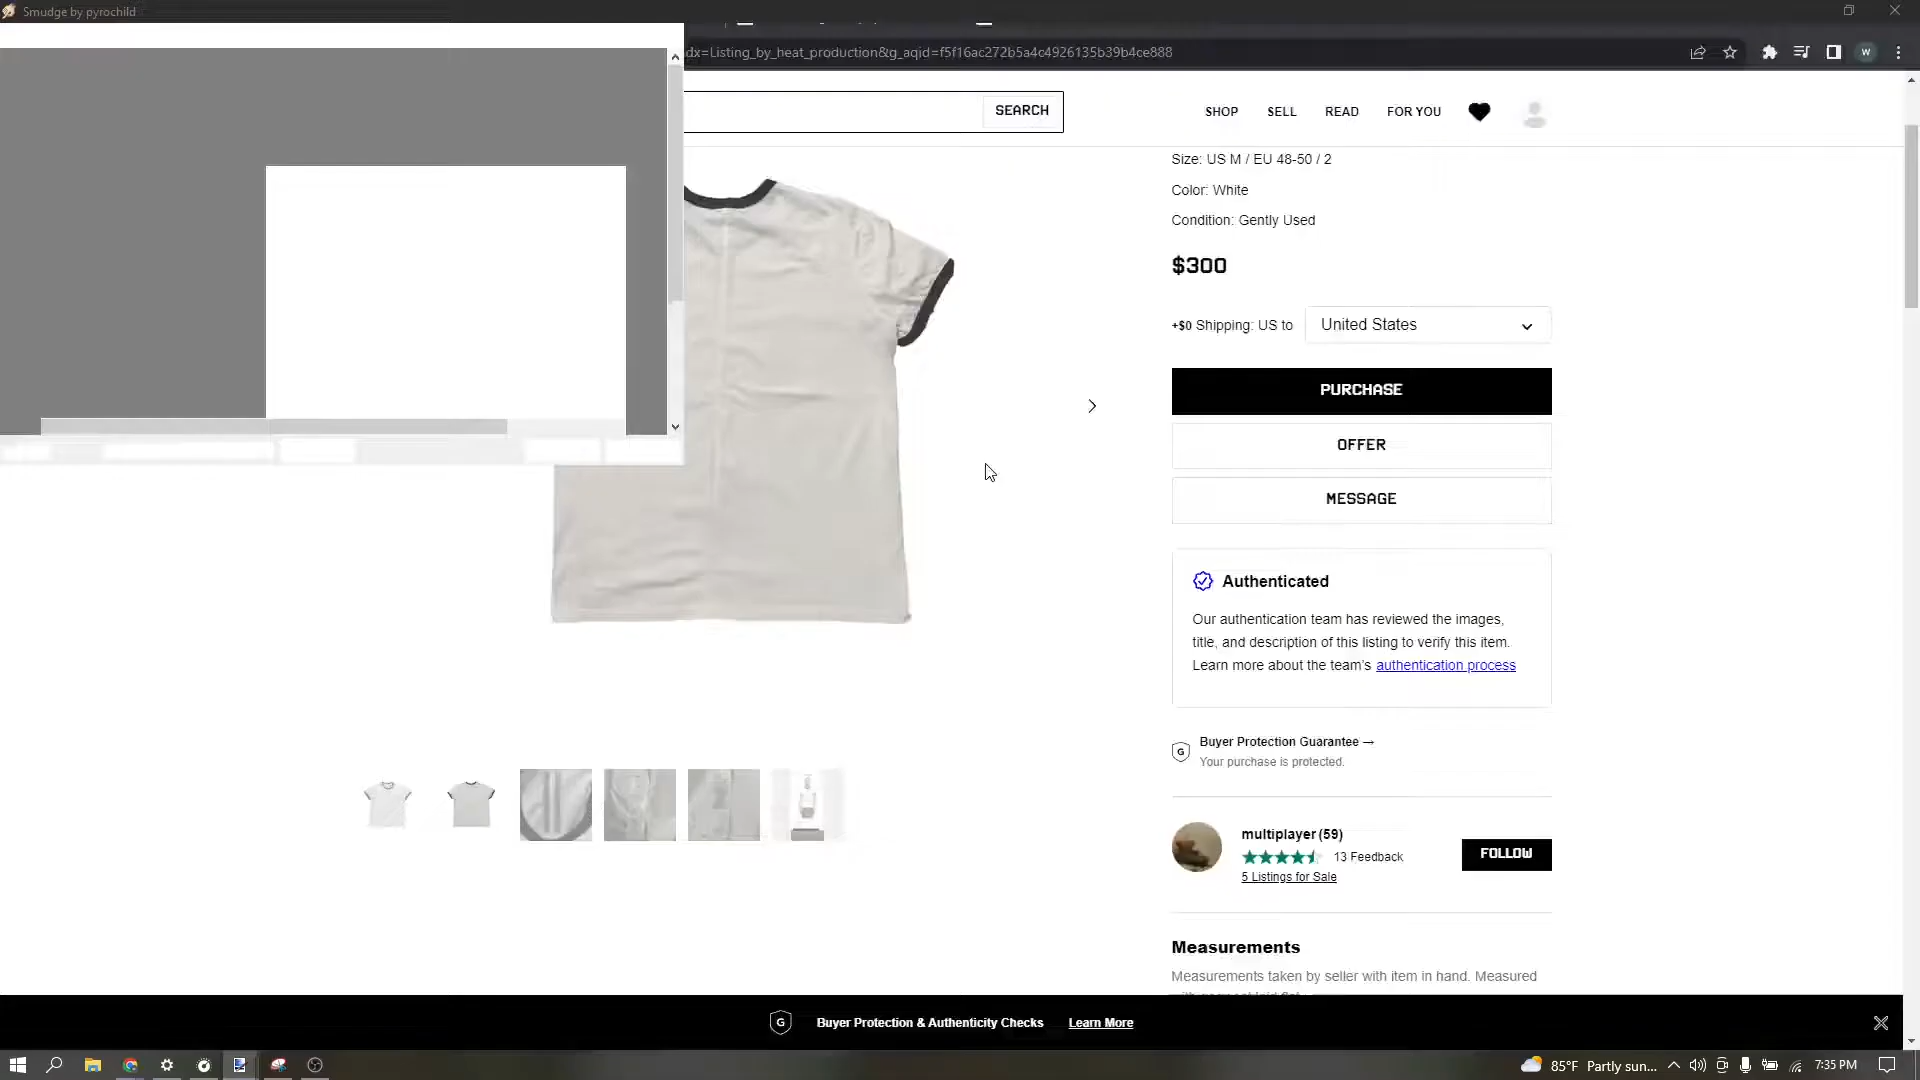 Smudge by pyrochild
dx=Listing_by_heat_production&g_aqid=f5f16ac272b5a4c4926135b39b4ce888
W
SEARCH
SHOP
SELL
READ
FOR YOU
Size: US M / EU 48-50 / 2
Color: White
Condition: Gently Used
$300
+$0 Shipping: US to
United States
PURCHASE
OFFER
MESSAGE
Authenticated
Our authentication team has reviewed the images,
title, and description of this listing to verify this item.
Learn more about the team's authentication process
G
Buyer Protection Guarantee →
Your purchase is protected.
multiplayer (59)
13 Feedback
5 Listings for Sale
FOLLOW
Measurements
Measurements taken by seller with item in hand. Measured
G
Buyer Protection & Authenticity Checks
Learn More
85°F Partly sun...
7:35 PM